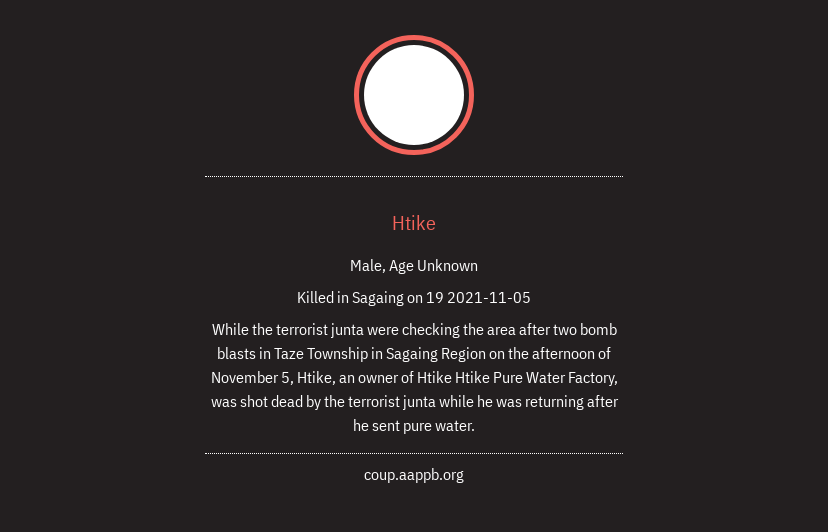 Htike
Male, Age Unknown
Killed in Sagaing on 19 2021-11-05
While the terrorist junta were checking the area after two bomb
blasts in Taze Township in Sagaing Region on the afternoon of
November 5, Htike, an owner of Htike Htike Pure Water Factory,
was shot dead by the terrorist junta while he was returning after
he sent pure water.
coup.aappb.org